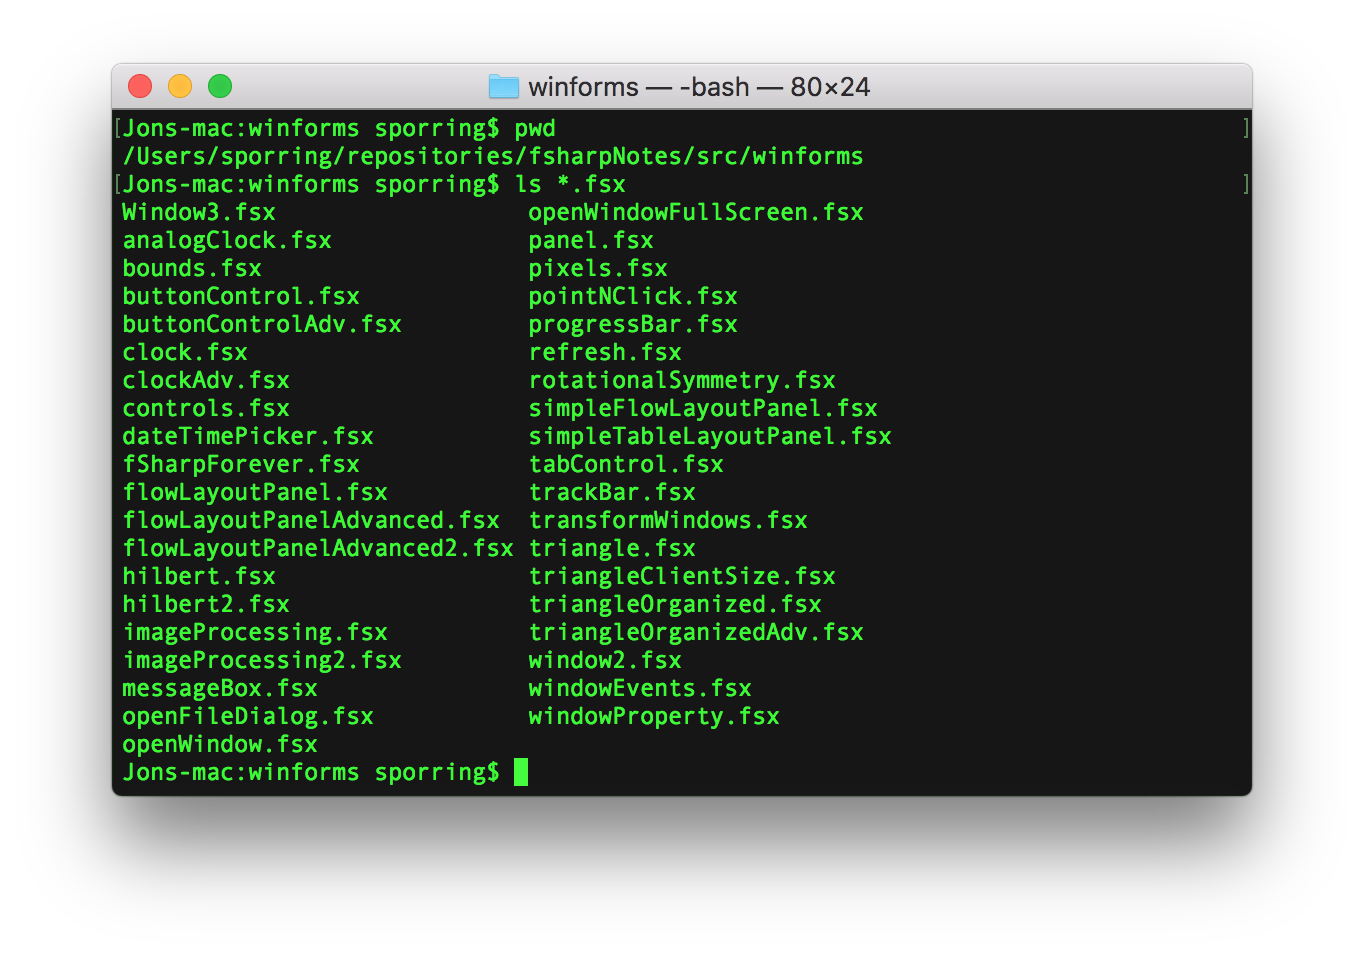 winforms — -bash — 80×24
Jons-mac:winforms sporring$ pwd
/Users/sporring/repositories/fsharpNotes/src/winforms
Jons-mac:winforms sporring$ ls *.fsx
Window3.fsx openWindowFullScreen.fsx
analogClock.fsx panel.fsx
bounds.fsx pixels.fsx
buttonControl.fsx pointNClick.fsx
buttonControlAdv.fsx progressBar.fsx
clock.fsx refresh.fsx
clockAdv.fsx rotationalSymmetry.fsx
controls.fsx simpleFlowLayoutPanel.fsx
dateTimePicker.fsx simpleTableLayoutPanel.fsx
fSharpForever.fsx tabControl.fsx
flowLayoutPanel.fsx trackBar.fsx
flowLayoutPanelAdvanced.fsx transformWindows.fsx
flowLayoutPanelAdvanced2.fsx triangle.fsx
hilbert.fsx triangleClientSize.fsx
hilbert2.fsx triangleOrganized.fsx
imageProcessing.fsx triangleOrganizedAdv.fsx
imageProcessing2.fsx window2.fsx
messageBox.fsx windowEvents.fsx
openFileDialog.fsx windowProperty.fsx
openWindow.fsx
Jons-mac:winforms sporring$